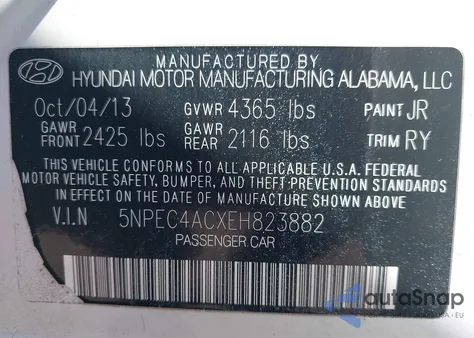 MANUFACTURED BY
HYUNDAI MOTOR MANUFACTURING ALABAMA, LLC
Oct/04/13 GVWR 4365 lbs PAINT JR
GAWR FRONT 2425 lbs GAWR REAR 2116 lbs TRIM RY
THIS VEHICLE CONFORMS TO ALL APPLICABLE U.S.A. FEDERAL
MOTOR VEHICLE SAFETY, BUMPER, AND THEFT PREVENTION
STANDARDS IN EFFECT ON THE DATE OF MANUFACTURE SHOWN ABOVE
V.I.N 5NPEC4ACXEH823882
PASSENGER CAR
autoSnap